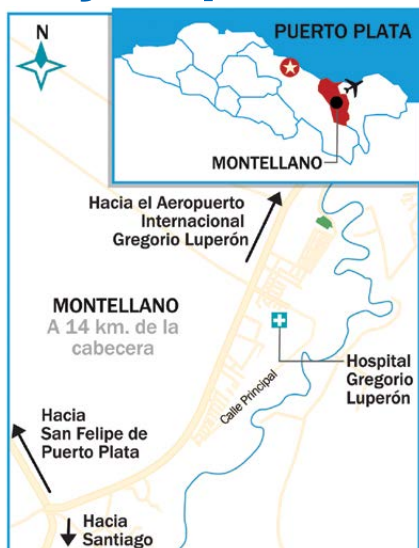 N
PUERTO PLATA
MONTELLANO
Hacia el Aeropuerto
Internacional
Gregorio Luperón
MONTELLANO
A 14 km. de la
cabecera
Hospital
Gregorio
Luperón
Calle Principal
Hacia
San Felipe de
Puerto Plata
Hacia
Santiago